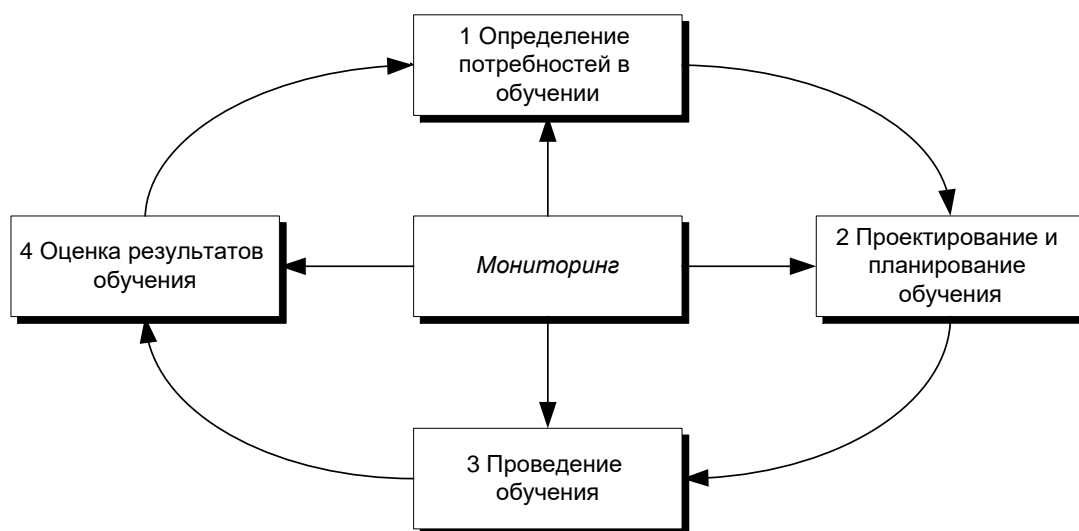 1 Определение
потребностей в
обучении
4 Оценка результатов
обучения
Мониторинг
2 Проектирование и
планирование
обучения
3 Проведение
обучения